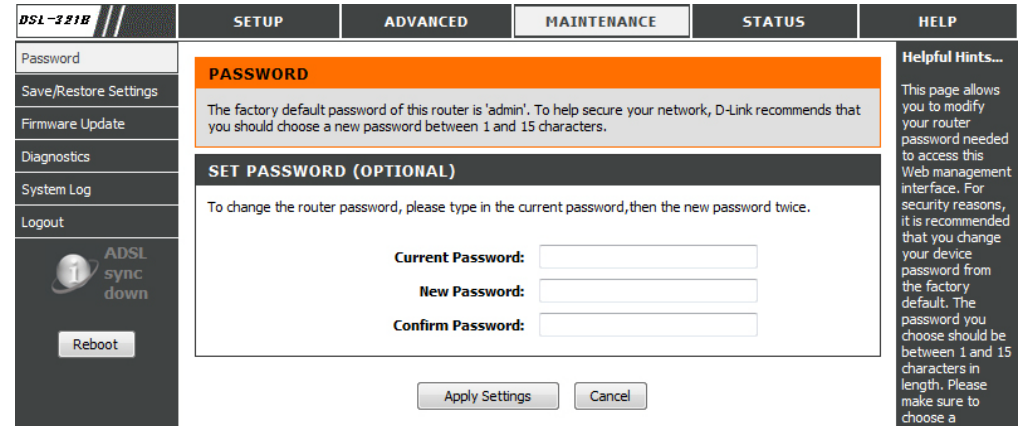 DSL-321B
SETUP
ADVANCED
MAINTENANCE
STATUS
HELP
Password
Save/Restore Settings
Firmware Update
Diagnostics
System Log
Logout
ADSL
sync
down
Reboot
PASSWORD
The factory default password of this router is 'admin'. To help secure your network, D-Link recommends that
you should choose a new password between 1 and 15 characters.
SET PASSWORD (OPTIONAL)
To change the router password, please type in the current password,then the new password twice.
Current Password:
New Password:
Confirm Password:
Apply Settings
Cancel
Helpful Hints...
This page allows
you to modify
your router
password needed
to access this
Web management
interface. For
security reasons,
it is recommended
that you change
your device
password from
the factory
default. The
password you
choose should be
between 1 and 15
characters in
length. Please
make sure to
choose a